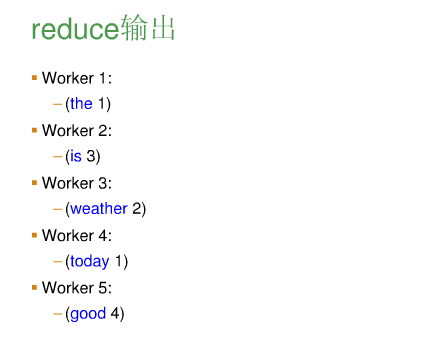 reduce输出
▪ Worker 1:
– (the 1)
▪ Worker 2:
– (is 3)
▪ Worker 3:
– (weather 2)
▪ Worker 4:
– (today 1)
▪ Worker 5:
– (good 4)